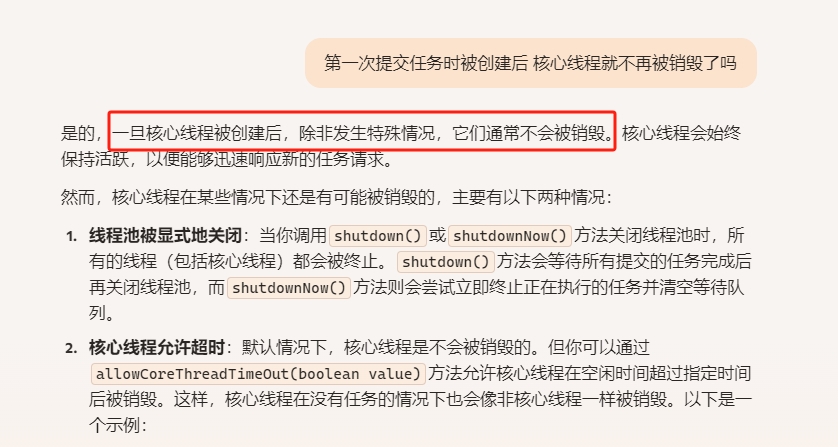 第一次提交任务时被创建后 核心线程就不再被销毁了吗
是的，一旦核心线程被创建后，除非发生特殊情况，它们通常不会被销毁。核心线程会始终
保持活跃，以便能够迅速响应新的任务请求。
然而，核心线程在某些情况下还是有可能被销毁的，主要有以下两种情况：
1. 线程池被显式地关闭：当你调用 shutdown() 或 shutdownNow() 方法关闭线程池时，所
有的线程（包括核心线程）都会被终止。 shutdown() 方法会等待所有提交的任务完成后
再关闭线程池，而 shutdownNow() 方法则会尝试立即终止正在执行的任务并清空等待队
列。
2. 核心线程允许超时：默认情况下，核心线程是不会被销毁的。但你可以通过
allowCoreThreadTimeOut(boolean value) 方法允许核心线程在空闲时间超过指定时间
后被销毁。这样，核心线程在没有任务的情况下也会像非核心线程一样被销毁。以下是一
个示例：